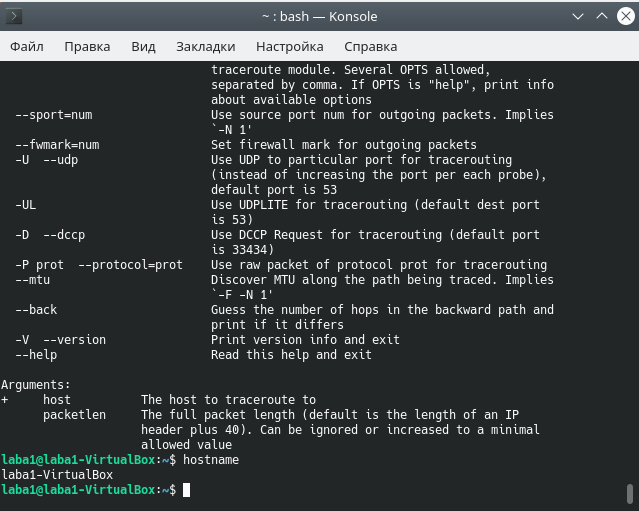 ~ : bash — Konsole
Файл Правка Вид Закладки Настройка Справка
traceroute module. Several OPTS allowed,
separated by comma. If OPTS is "help", print info
about available options
--sport=num Use source port num for outgoing packets. Implies
`-N 1'
--fwmark=num Set firewall mark for outgoing packets
-U --udp Use UDP to particular port for tracerouting
(instead of increasing the port per each probe),
default port is 53
-UL Use UDPLITE for tracerouting (default dest port
is 53)
-D --dccp Use DCCP Request for tracerouting (default port
is 33434)
-P prot --protocol=prot Use raw packet of protocol prot for tracerouting
--mtu Discover MTU along the path being traced. Implies
`-F -N 1'
--back Guess the number of hops in the backward path and
print if it differs
-V --version Print version info and exit
--help Read this help and exit
Arguments:
+ host The host to traceroute to
packetlen The full packet length (default is the length of an IP
header plus 40). Can be ignored or increased to a minimal
allowed value
laba1@laba1-VirtualBox:~$ hostname
laba1-VirtualBox
laba1@laba1-VirtualBox:~$